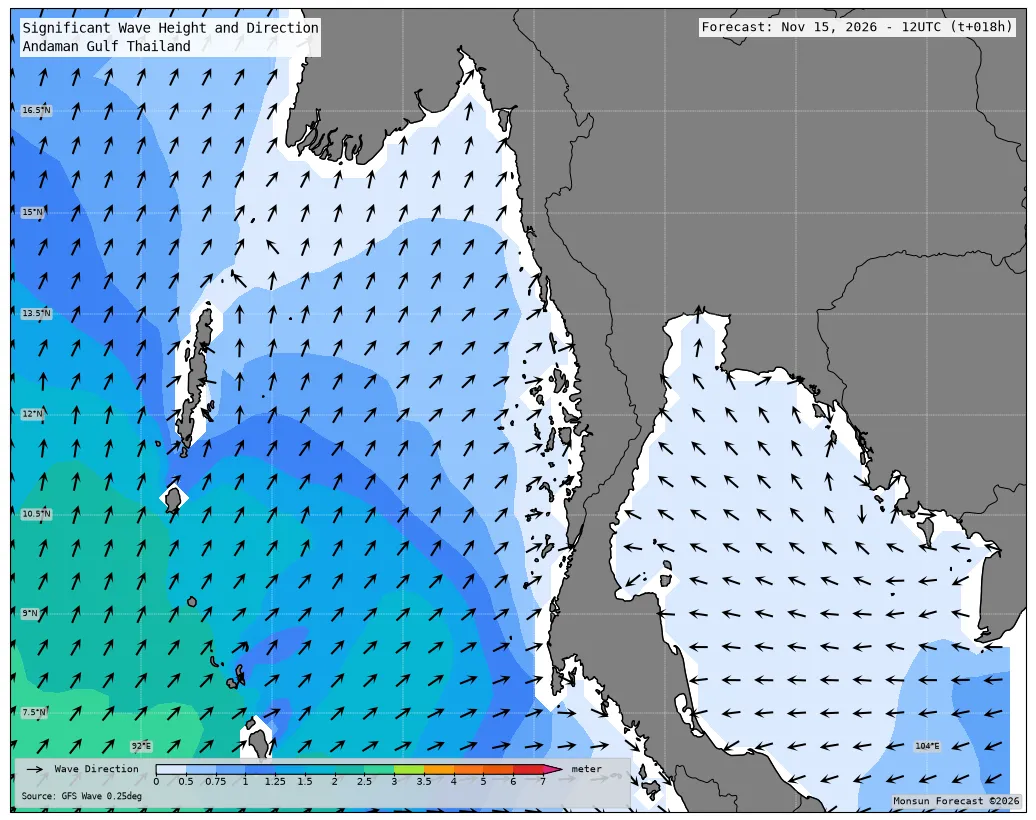 Significant Wave Height and Direction
Andaman Gulf Thailand
Forecast: Nov 15, 2026 - 12UTC (t+018h)
16.5°N
15°N
13.5°N
12°N
10.5°N
9°N
7.5°N
92°E
104°E
Wave Direction
0 0.5 0.75 1 1.25 1.5 2 2.5 3.5 4 5 6 7
meter
Source: GFS Wave 0.25deg
Monsun Forecast ©2026